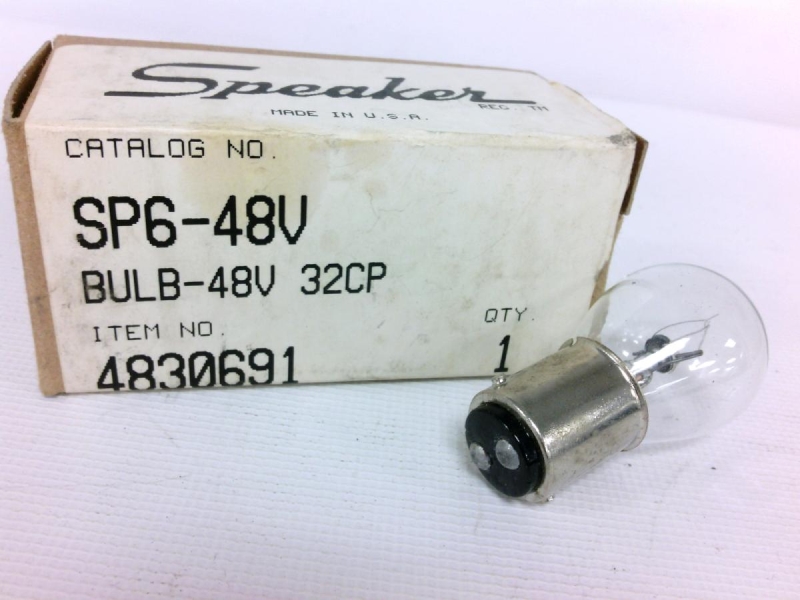 Speaker
REG. TM
MADE IN U.S.A.
CATALOG NO.
SP6-48V
BULB-48V 32CP
ITEM NO.
QTY.
4830691
1